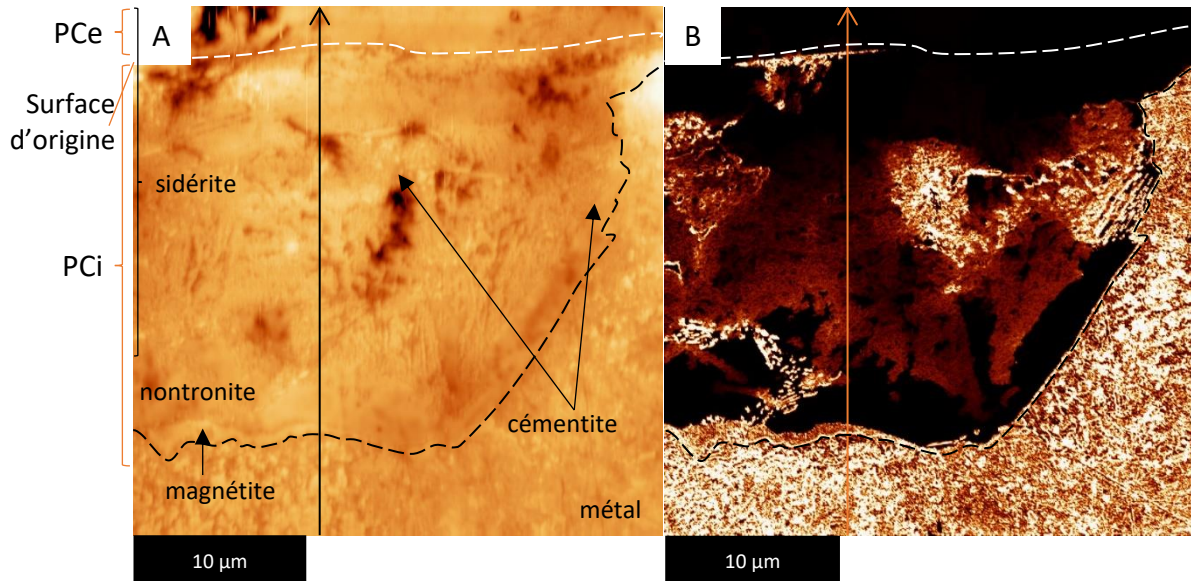 PCe
A
B
Surface
d’origine
sidérite
PCi
nontronite
cémentite
magnétite
métal
10 µm
10 µm